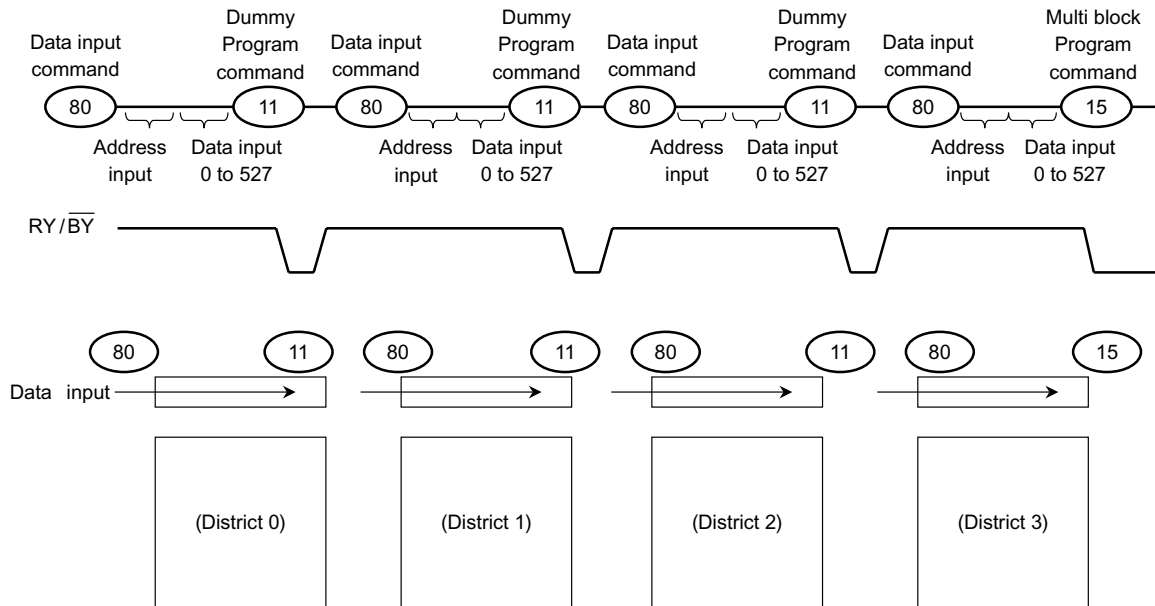 Data input
command
Dummy
Program
command
Data input
command
Dummy
Program
command
Data input
command
Dummy
Program
command
Data input
command
Multi block
Program
command
80 11 80 11 80 11 80 15
Address
input
Data input
0 to 527
Address
input
Data input
0 to 527
Address
input
Data input
0 to 527
Address
input
Data input
0 to 527
RY/B̅Y̅
80 11 80 11 80 11 80 15
Data input
(District 0) (District 1) (District 2) (District 3)